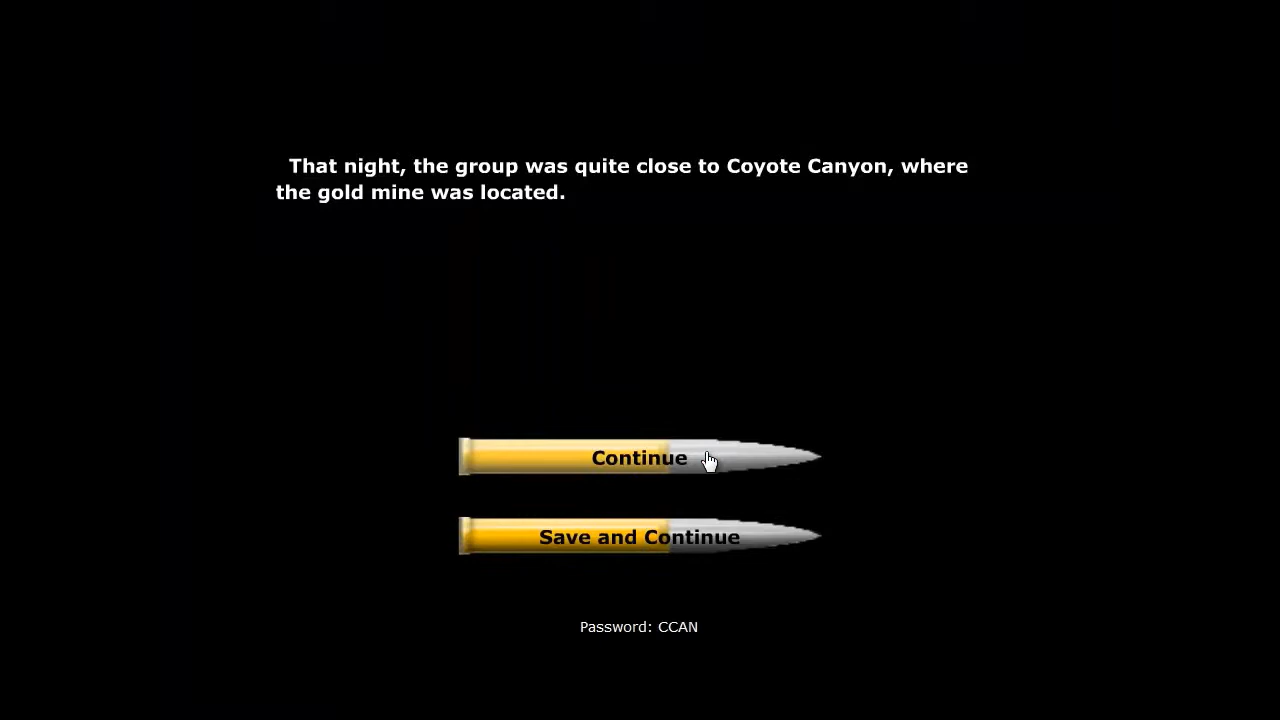 That night, the group was quite close to Coyote Canyon, where
the gold mine was located.
Continue
Save and Continue
Password: CCAN